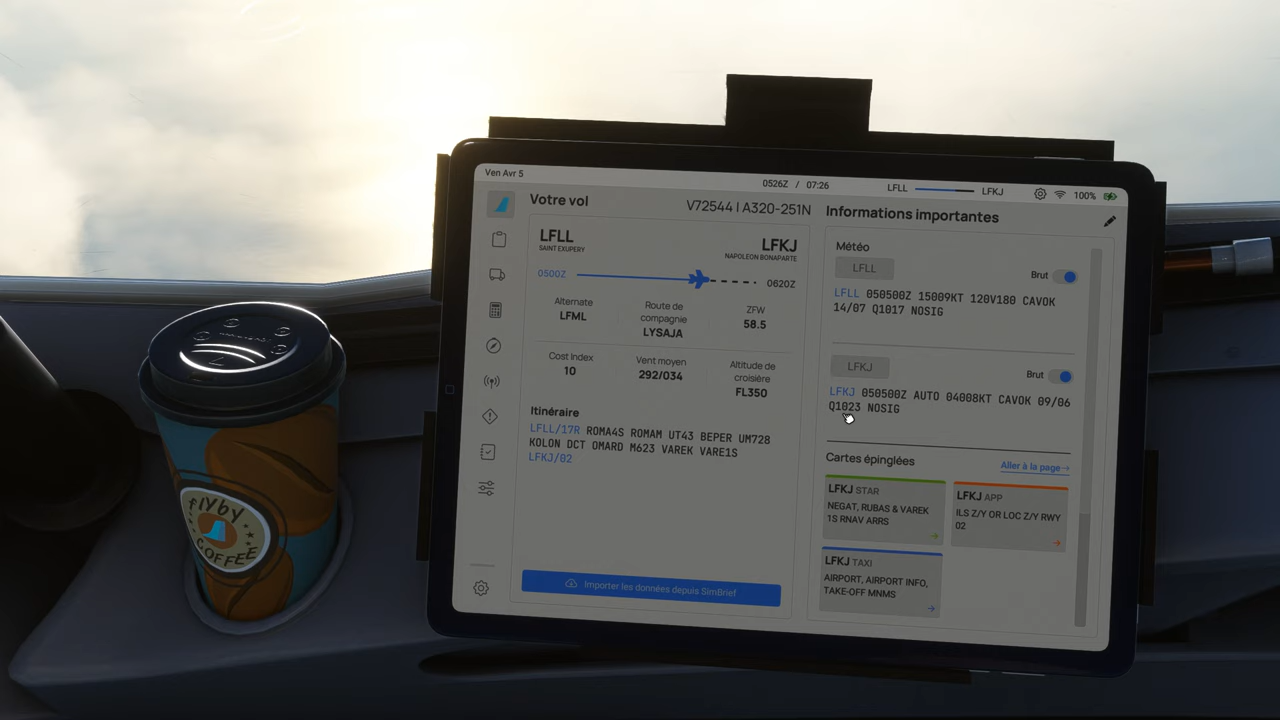 Ven Avr 5
0526Z / 07:26
LFLL
LFKJ
100%
Votre vol
V72544 | A320-251N
LFLL
SAINT EXUPERY
LFKJ
NAPOLEON BONAPARTE
0500Z
0620Z
Alternate
LFML
Route de
compagnie
LYSAJA
ZFW
58.5
Cost Index
10
Vent moyen
292/034
Altitude de
croisière
FL350
Itinéraire
LFLL/17R ROMA4S ROMAM UT43 BEPER UM728
KOLON DCT OMARD M623 VAREK VARE1S
LFKJ/02
Importer les données depuis SimBrief
Informations importantes
Météo
LFLL
Brut
LFLL 050500Z 15009KT 120V180 CAVOK
14/07 Q1017 NOSIG
LFKJ
Brut
LFKJ 050500Z AUTO 04008KT CAVOK 09/06
Q1023 NOSIG
Cartes épinglées
Aller à la page→
LFKJ STAR
NEGAT, RUBAS & VAREK
1S RNAV ARRS
LFKJ APP
ILS Z/Y OR LOC Z/Y RWY
02
LFKJ TAXI
AIRPORT, AIRPORT INFO,
TAKE-OFF MNMS
flyby
COFFEE